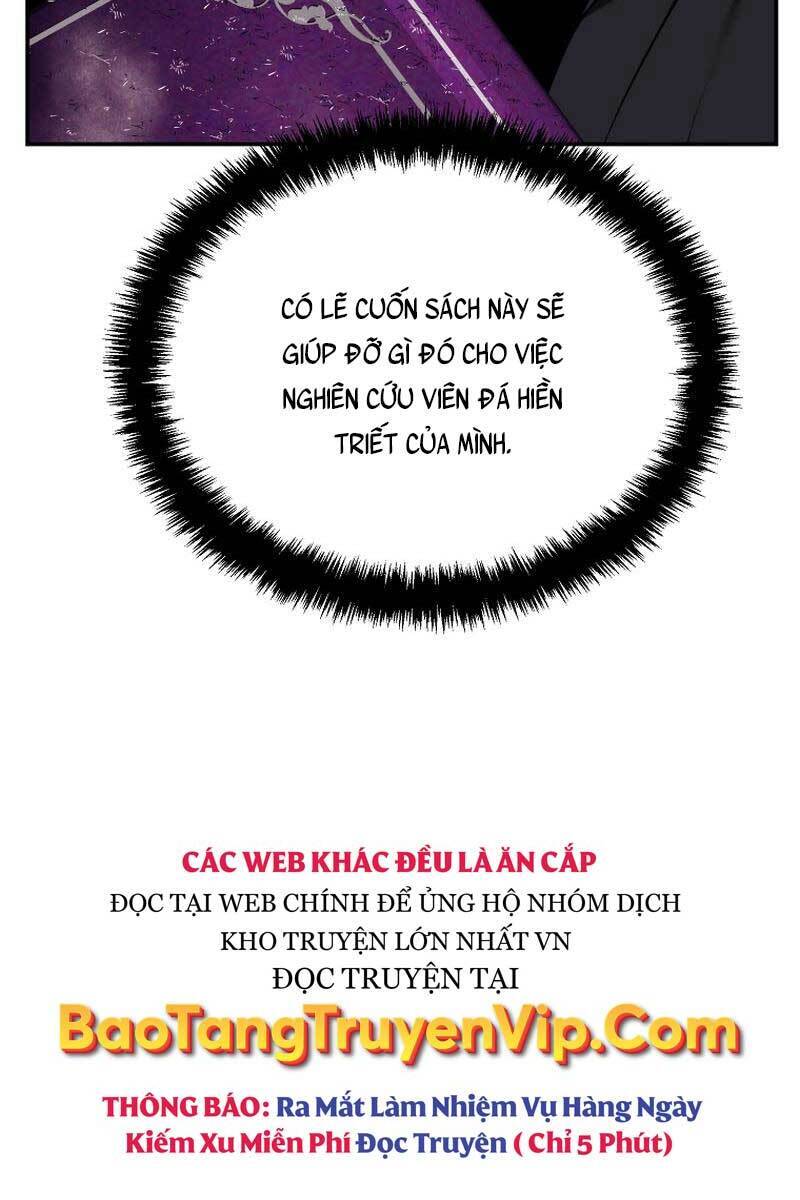 CÓ LẼ CUỐN SÁCH NÀY SẼ
GIÚP ĐỠ GÌ ĐÓ CHO VIỆC
NGHIÊN CỨU VIÊN ĐÁ HIỀN
TRIẾT CỦA MÌNH.
CÁC WEB KHÁC ĐỀU LÀ ĂN CẮP
ĐỌC TẠI WEB CHÍNH ĐỂ ỦNG HỘ NHÓM DỊCH
KHO TRUYỆN LỚN NHẤT VN
ĐỌC TRUYỆN TẠI
BaoTangTruyenVip.Com
THÔNG BÁO: Ra Mắt Làm Nhiệm Vụ Hàng Ngày
Kiếm Xu Miễn Phí Đọc Truyện ( Chỉ 5 Phút)